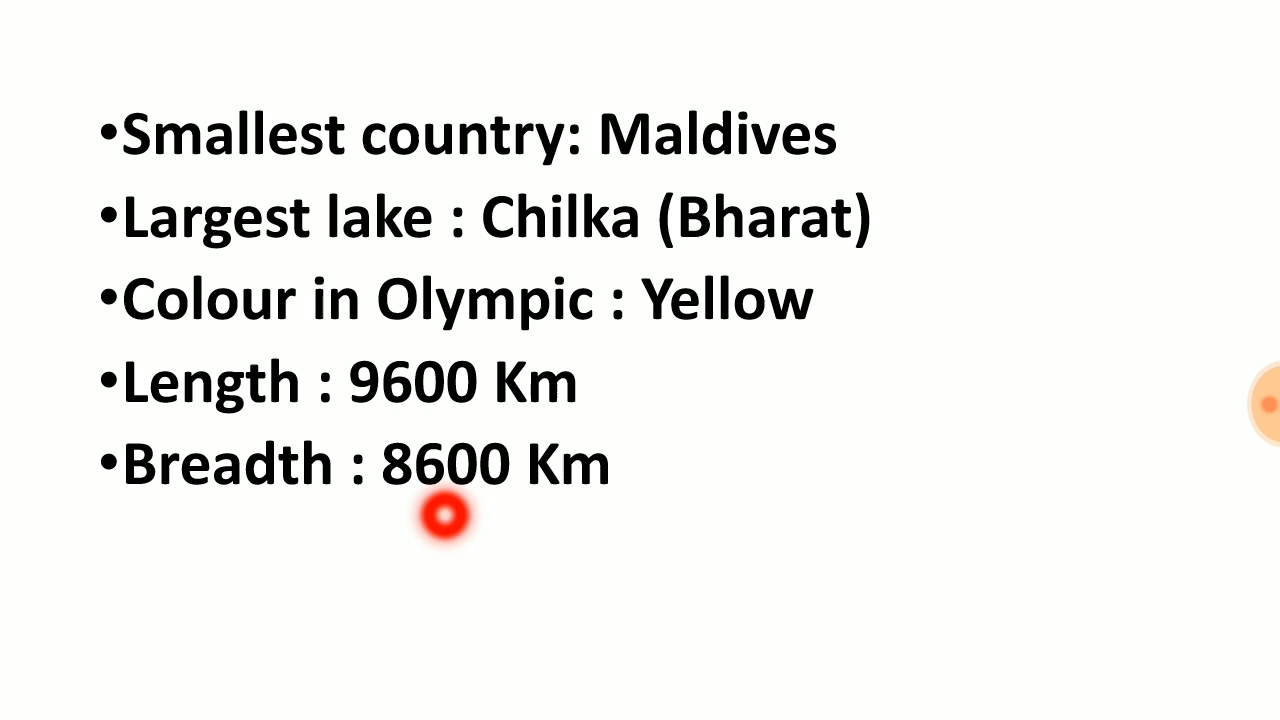 •Smallest country: Maldives
•Largest lake : Chilka (Bharat)
•Colour in Olympic : Yellow
•Length : 9600 Km
•Breadth : 8600 Km